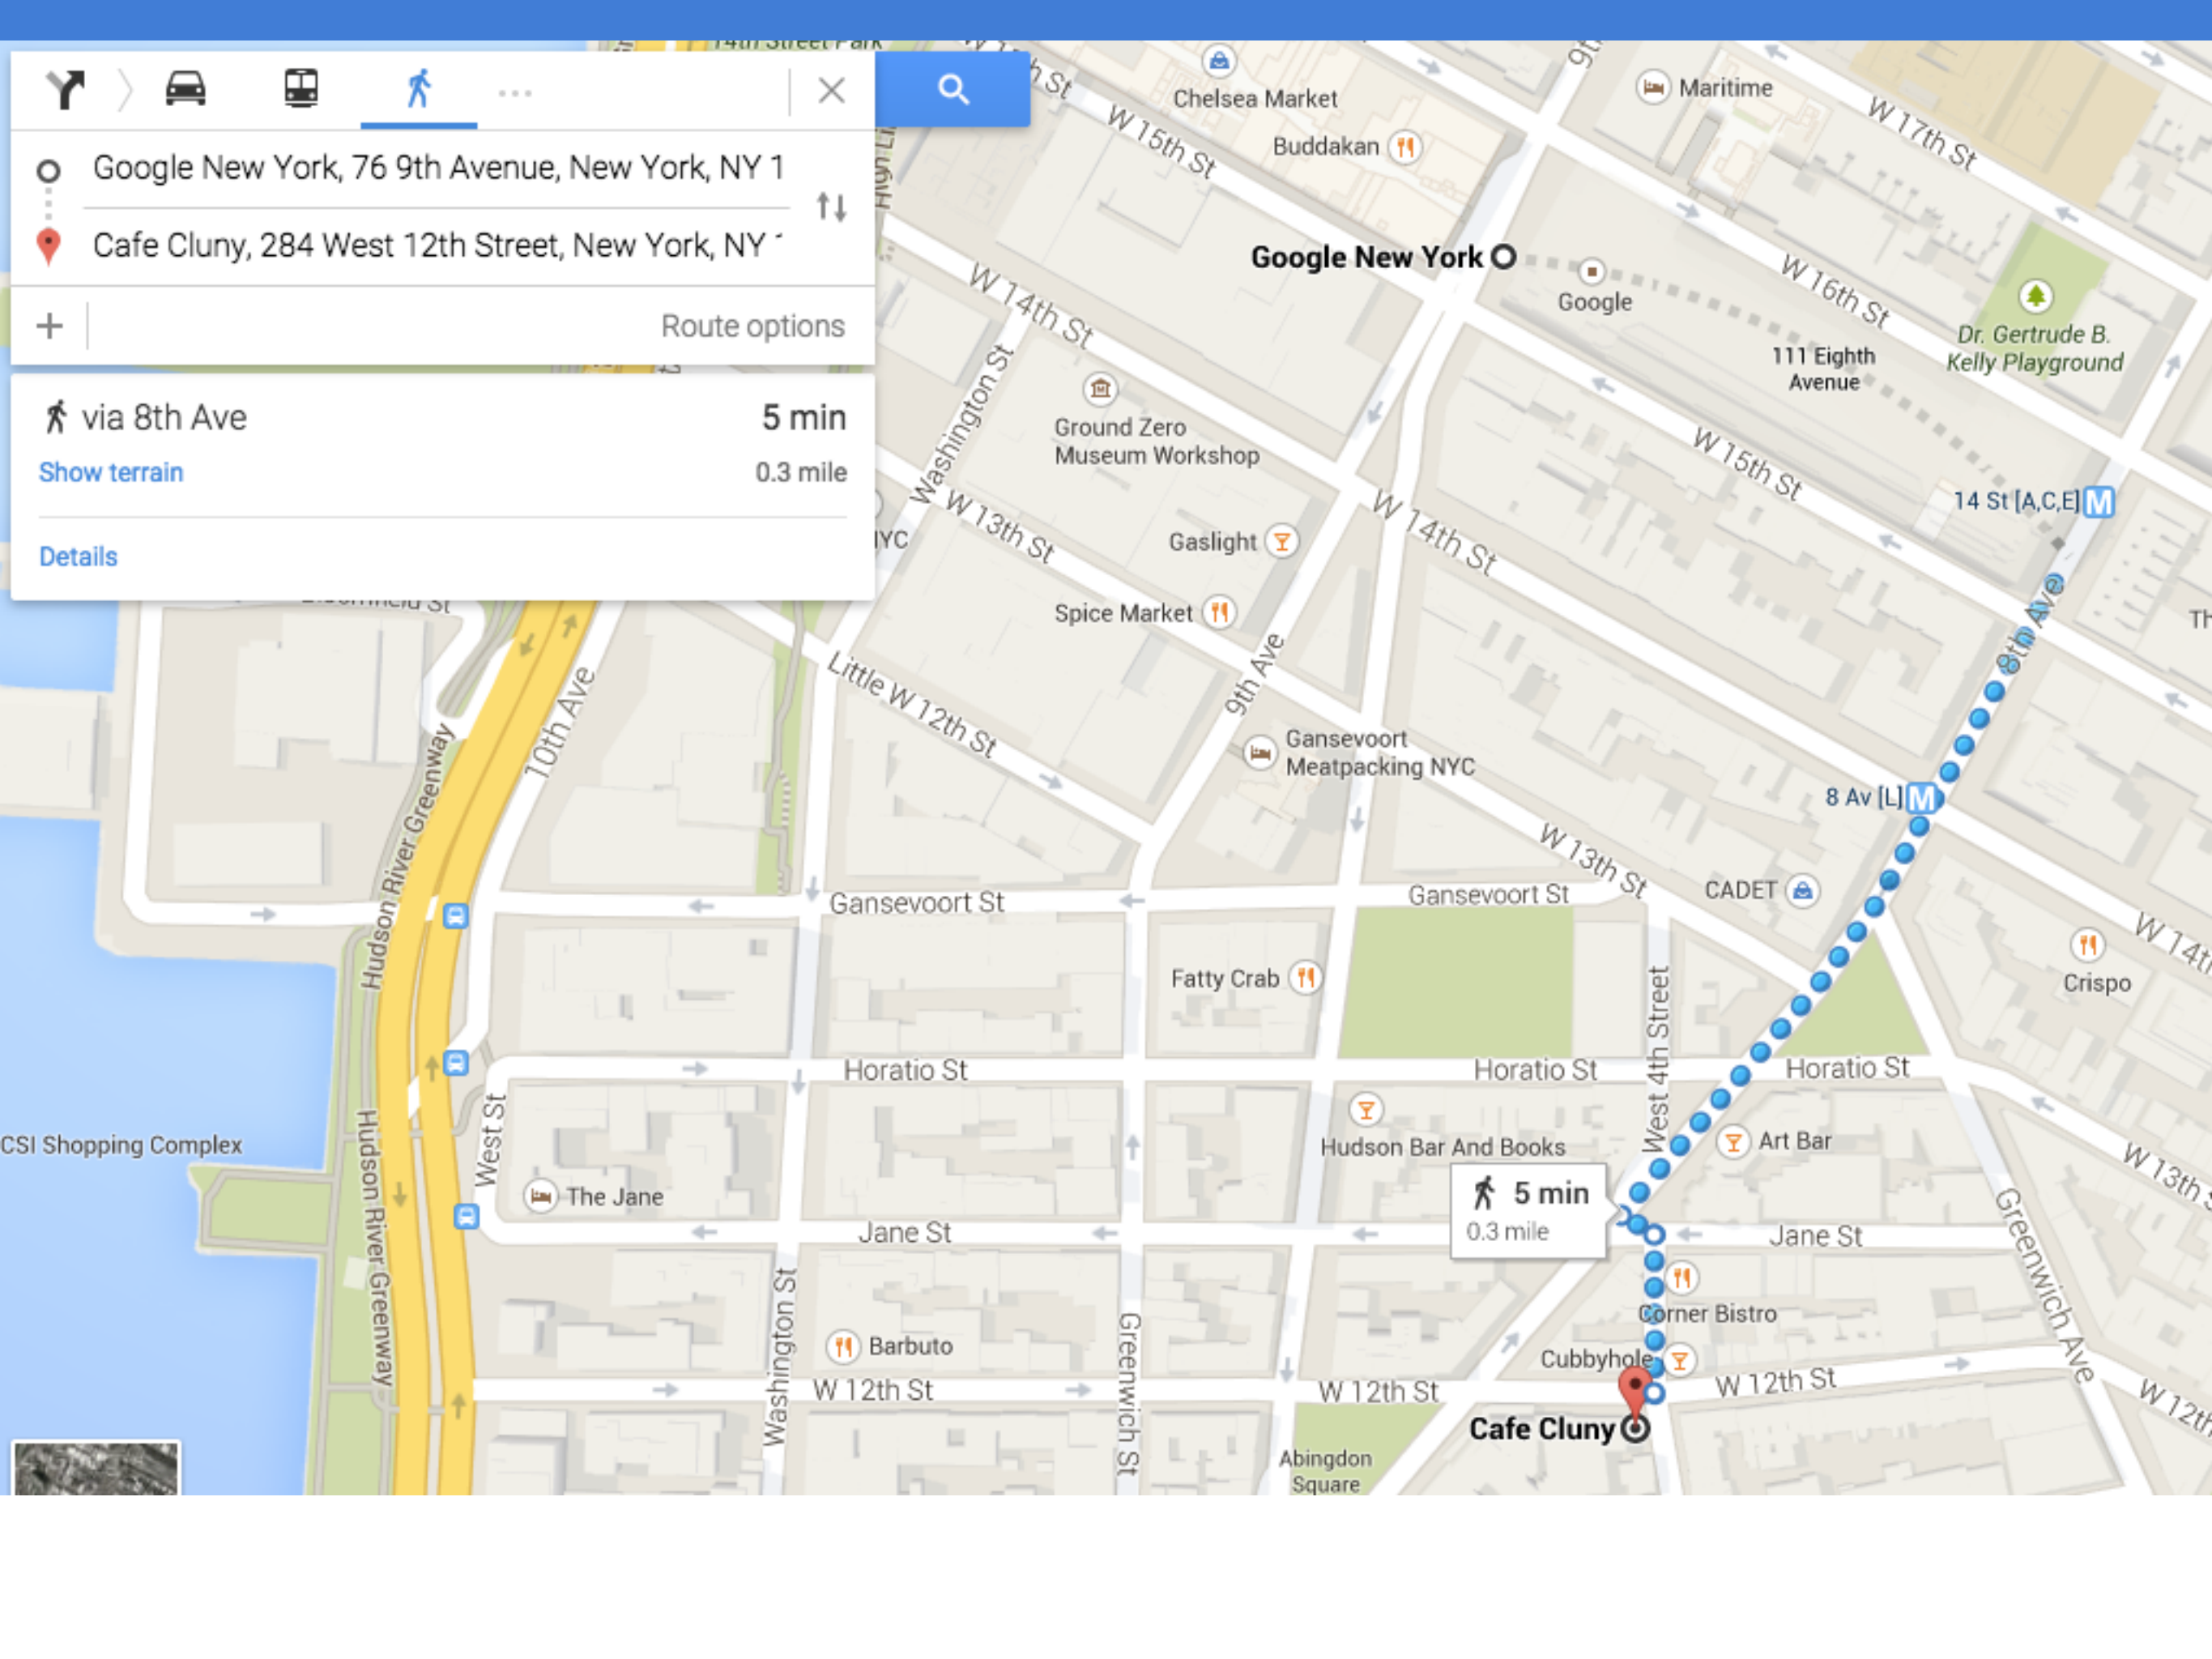 14th Street Park
Google New York, 76 9th Avenue, New York, NY 1
Cafe Cluny, 284 West 12th Street, New York, NY
Route options
via 8th Ave
5 min
Show terrain
0.3 mile
Details
Chelsea Market
Maritime
W 15th St
Buddakan
W 17th St
Google New York
Google
W 16th St
W 14th St
Dr. Gertrude B.
Kelly Playground
111 Eighth
Avenue
Washington St
Ground Zero
Museum Workshop
W 15th St
14 St [A,C,E] M
W 13th St
W 14th St
Gaslight
Spice Market
8th Ave
Little W 12th St
9th Ave
10th Ave
Gansevoort
Meatpacking NYC
8 Av [L] M
W 13th St
Hudson River Greenway
Gansevoort St
Gansevoort St
CADET
W 14th
Crispo
Fatty Crab
West 4th Street
Horatio St
Horatio St
Horatio St
Hudson Bar And Books
Art Bar
CSI Shopping Complex
West St
The Jane
W 13th
5 min
0.3 mile
Jane St
Jane St
Hudson River Greenway
Greenwich Ave
Corner Bistro
Washington St
Barbuto
Greenwich St
Cubbyhole
W 12th St
W 12th St
W 12th St
W 12th
Cafe Cluny
Abingdon
Square